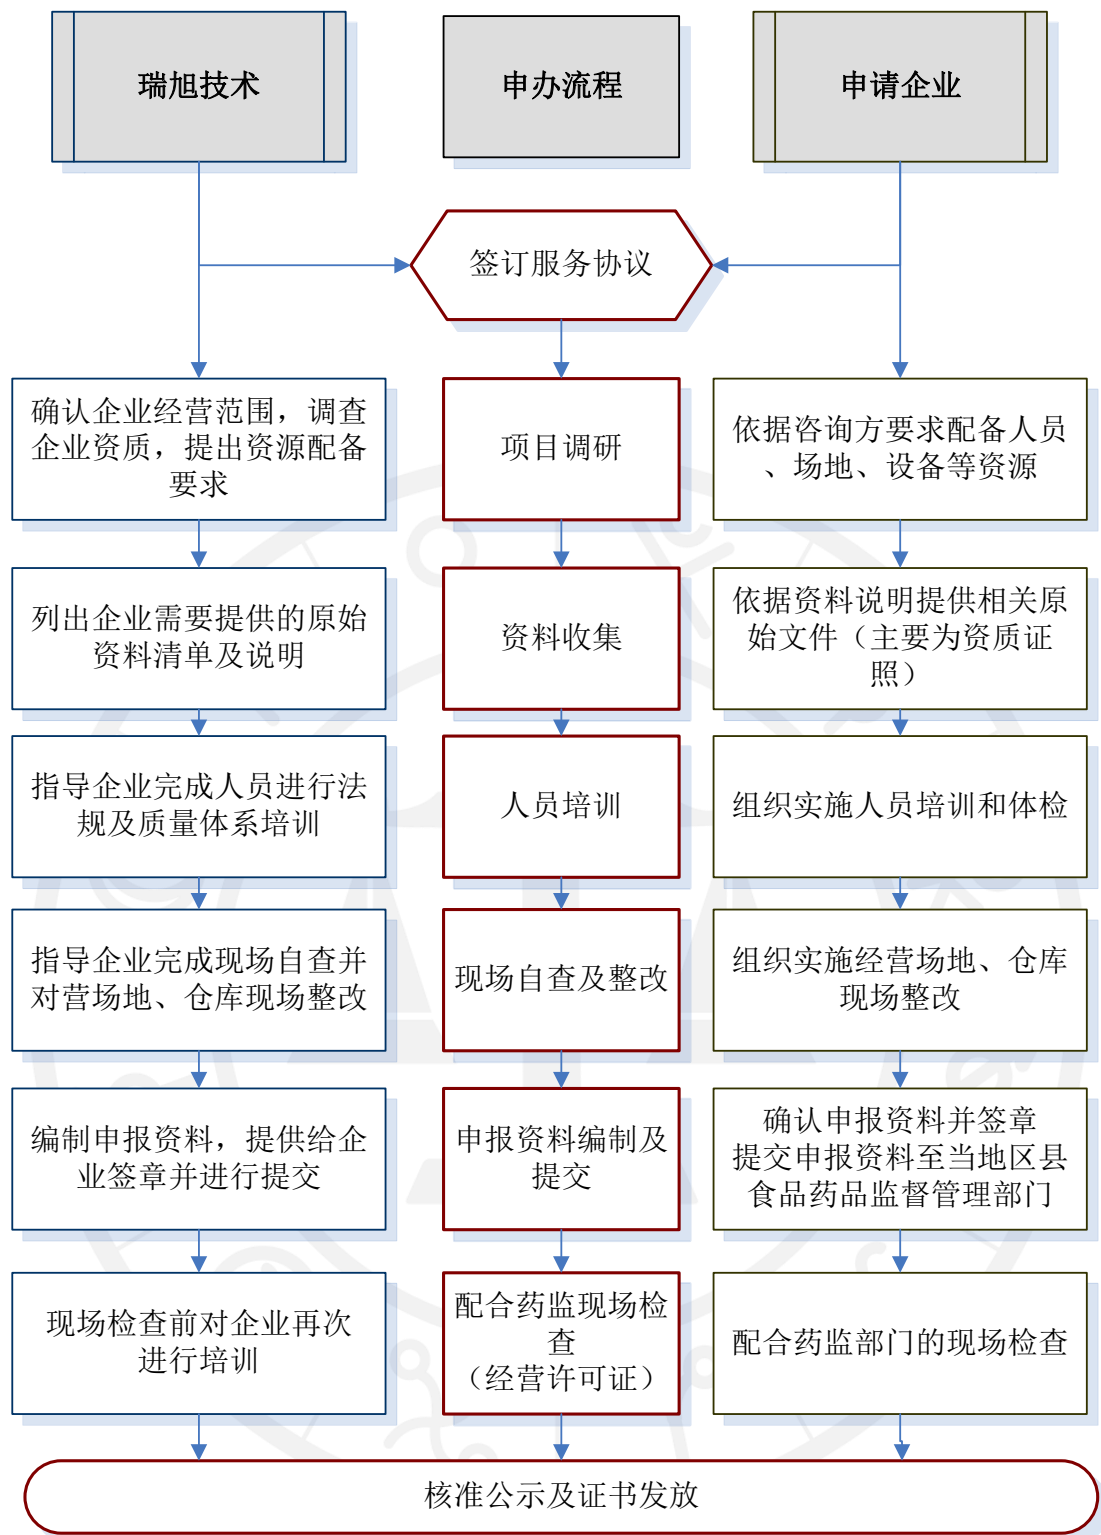 瑞旭技术
申办流程
申请企业
签订服务协议
确认企业经营范围，调查
企业资质，提出资源配备
要求
项目调研
依据咨询方要求配备人员
、场地、设备等资源
列出企业需要提供的原始
资料清单及说明
资料收集
依据资料说明提供相关原
始文件（主要为资质证
照）
指导企业完成人员进行法
规及质量体系培训
人员培训
组织实施人员培训和体检
指导企业完成现场自查并
对营场地、仓库现场整改
现场自查及整改
组织实施经营场地、仓库
现场整改
编制申报资料，提供给企
业签章并进行提交
申报资料编制及
提交
确认申报资料并签章
提交申报资料至当地区县
食品药品监督管理部门
现场检查前对企业再次
进行培训
配合药监现场检
查
（经营许可证）
配合药监部门的现场检查
核准公示及证书发放